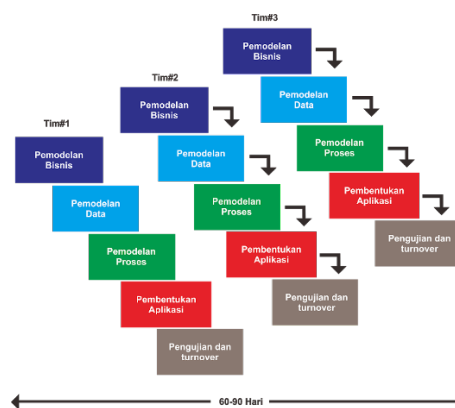 Tim#3
Pemodelan
Bisnis
Pemodelan
Data
Pemodelan
Proses
Pembentukan
Aplikasi
Pengujian dan
turnover
Tim#2
Pemodelan
Bisnis
Pemodelan
Data
Pemodelan
Proses
Pembentukan
Aplikasi
Pengujian dan
turnover
Tim#1
Pemodelan
Bisnis
Pemodelan
Data
Pemodelan
Proses
Pembentukan
Aplikasi
Pengujian dan
turnover
60-90 Hari